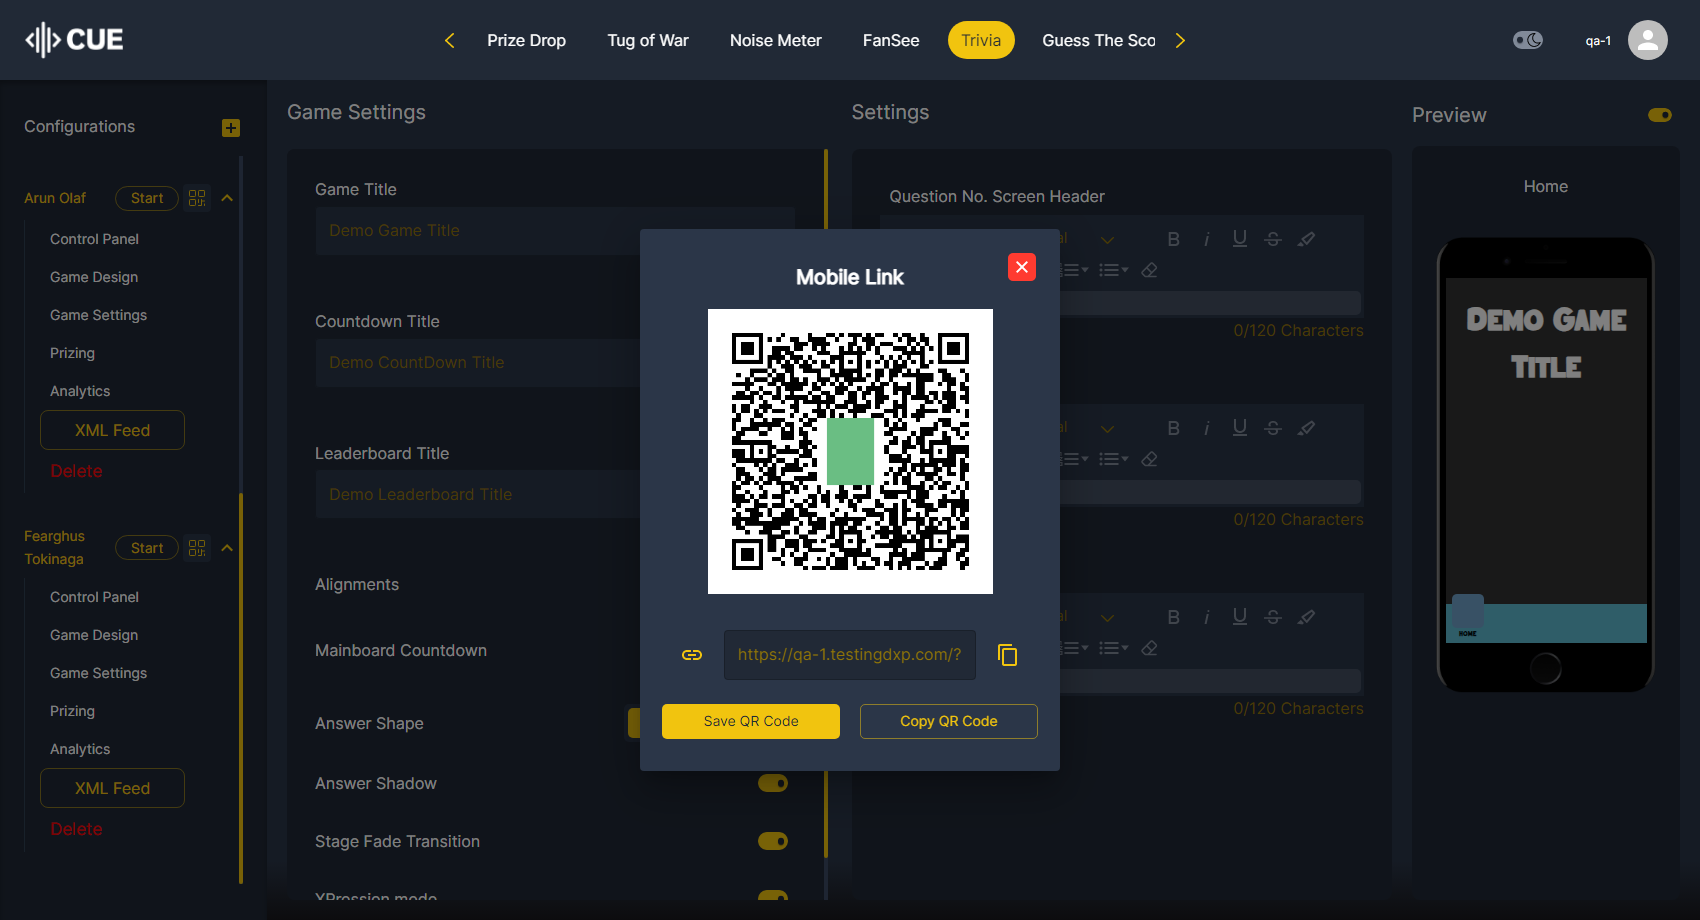 CUE
Prize Drop
Tug of War
Noise Meter
FanSee
Trivia
Guess The Sco
qa-1
Configurations
Arun Olaf
Start
Control Panel
Game Design
Game Settings
Prizing
Analytics
XML Feed
Delete
Fearghus
Tokinaga
Start
Control Panel
Game Design
Game Settings
Prizing
Analytics
XML Feed
Delete
Game Settings
Game Title
Demo Game Title
Countdown Title
Demo CountDown Title
Leaderboard Title
Demo Leaderboard Title
Alignments
Mainboard Countdown
Answer Shape
Answer Shadow
Stage Fade Transition
XPression mode
Mobile Link
https://qa-1.testingdxp.com/?
Save QR Code
Copy QR Code
Settings
Question No. Screen Header
al
B i U S
0/120 Characters
al
B i U S
0/120 Characters
al
B i U S
0/120 Characters
Preview
Home
Demo Game
Title
HOME